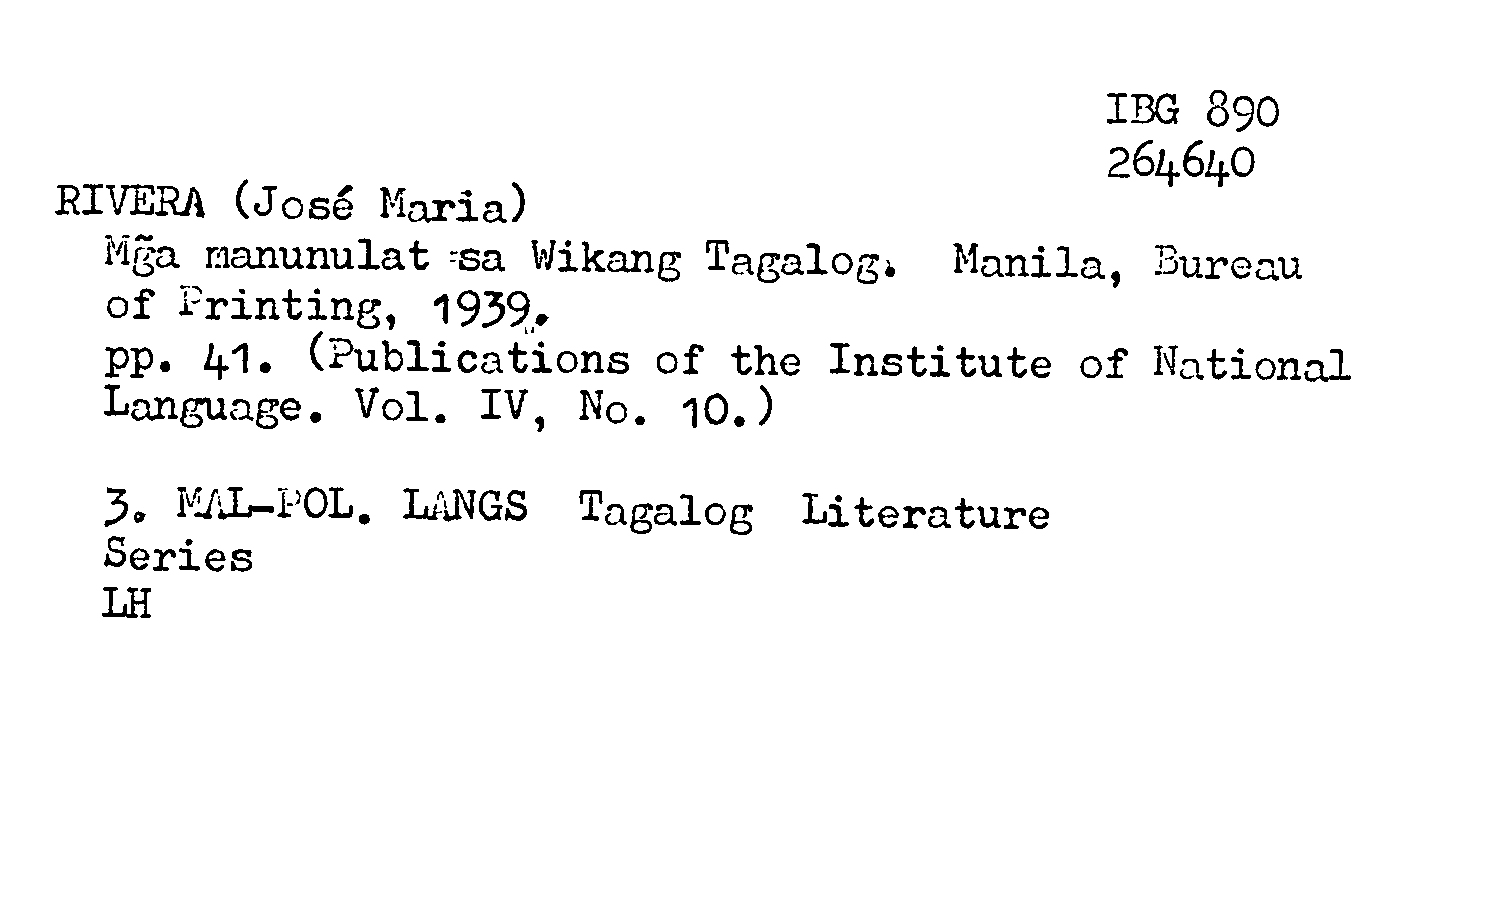 IBG 890
264640
RIVERA (José Maria)
Mg̃a manunulat sa Wikang Tagalog. Manila, Bureau
of Printing, 1939.
pp. 41. (Publications of the Institute of National
Language. Vol. IV, No. 10.)
3. MAL-POL. LANGS Tagalog Literature
Series
LH